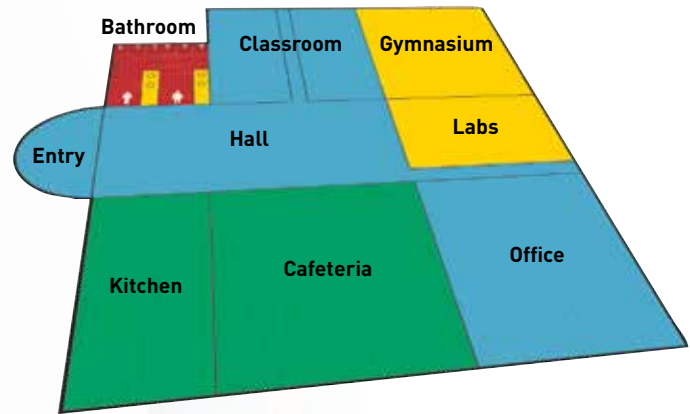 Bathroom
Classroom
Gymnasium
Entry
Hall
Labs
Kitchen
Cafeteria
Office